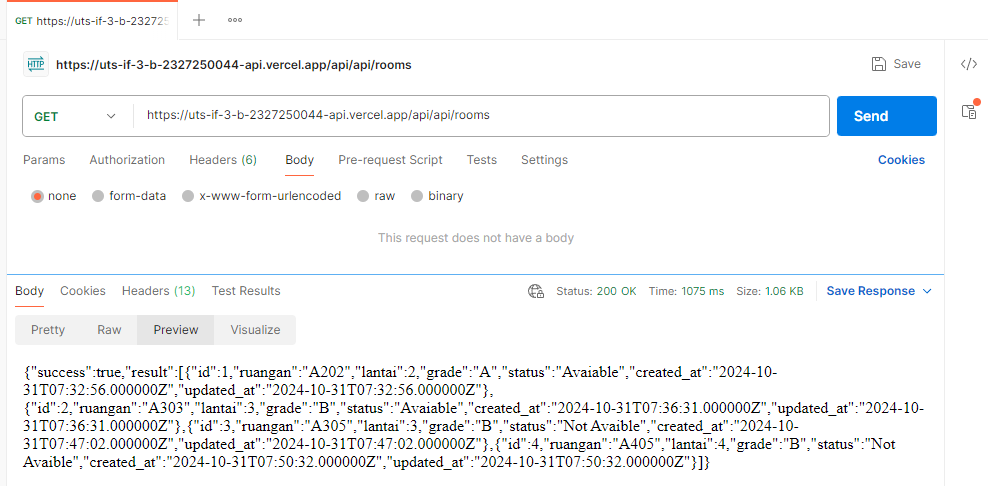 GET https://uts-if-3-b-23272
HTTP https://uts-if-3-b-2327250044-api.vercel.app/api/api/rooms Save
GET https://uts-if-3-b-2327250044-api.vercel.app/api/api/rooms Send
Params Authorization Headers (6) Body Pre-request Script Tests Settings Cookies
none form-data x-www-form-urlencoded raw binary
This request does not have a body
Body Cookies Headers (13) Test Results Status: 200 OK Time: 1075 ms Size: 1.06 KB Save Response
Pretty Raw Preview Visualize
{"success":true,"result":[{"id":1,"ruangan":"A202","lantai":2,"grade":"A","status":"Avaiable","created_at":"2024-10-
31T07:32:56.000000Z","updated_at":"2024-10-31T07:32:56.000000Z"},
{"id":2,"ruangan":"A303","lantai":3,"grade":"B","status":"Avaiable","created_at":"2024-10-31T07:36:31.000000Z","updated_at":"2024-10-
31T07:36:31.000000Z"},{"id":3,"ruangan":"A305","lantai":3,"grade":"B","status":"Not Avaible","created_at":"2024-10-
31T07:47:02.000000Z","updated_at":"2024-10-31T07:47:02.000000Z"},{"id":4,"ruangan":"A405","lantai":4,"grade":"B","status":"Not
Avaible","created_at":"2024-10-31T07:50:32.000000Z","updated_at":"2024-10-31T07:50:32.000000Z"}]}